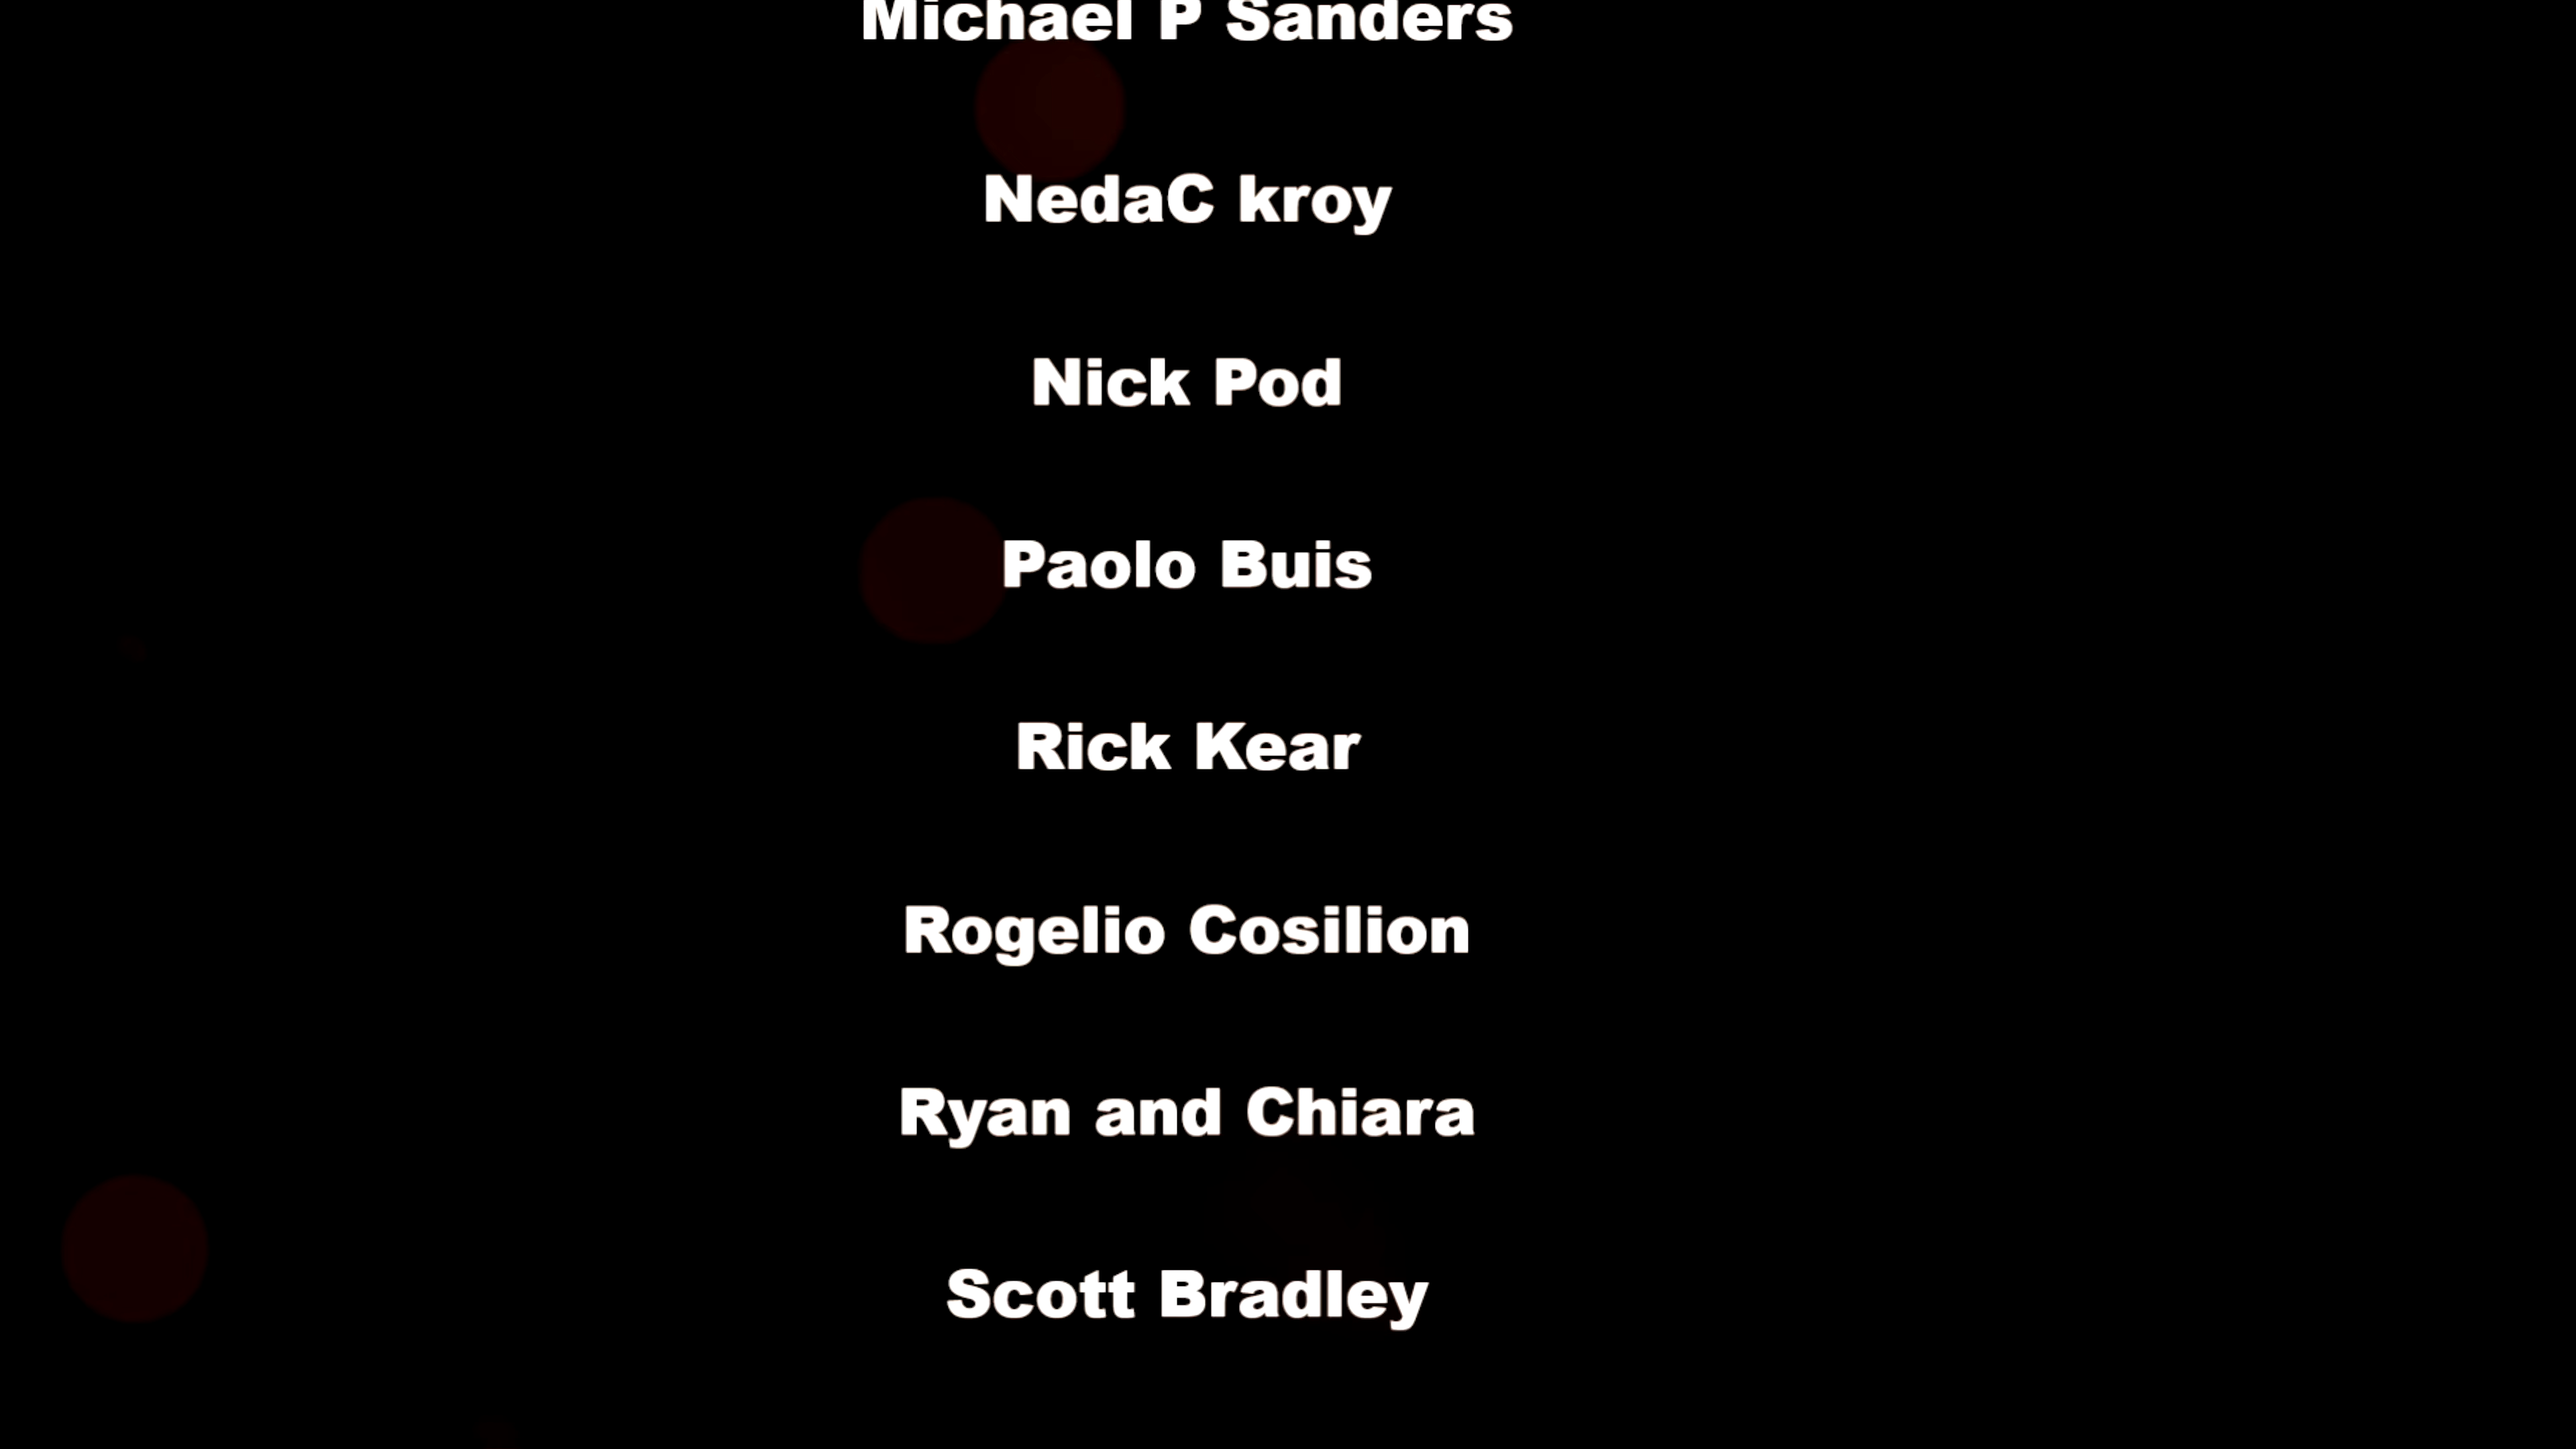 Michael P Sanders
NedaC kroy
Nick Pod
Paolo Buis
Rick Kear
Rogelio Cosilion
Ryan and Chiara
Scott Bradley